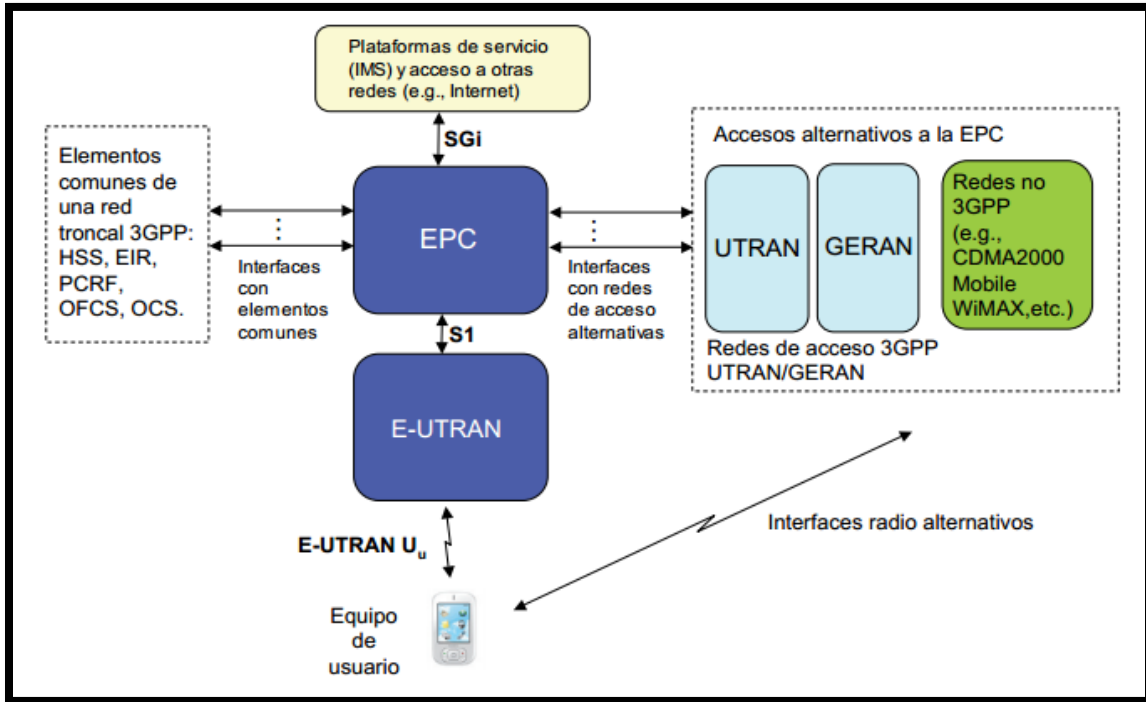 Plataformas de servicio
(IMS) y acceso a otras
redes (e.g., Internet)
SGi
Elementos
comunes de
una red
troncal 3GPP:
HSS, EIR,
PCRF,
OFCS, OCS.
Interfaces
con
elementos
comunes
EPC
Interfaces
con redes
de acceso
alternativas
Accesos alternativos a la EPC
UTRAN
GERAN
Redes no
3GPP
(e.g.,
CDMA2000
Mobile
WiMAX,etc.)
Redes de acceso 3GPP
UTRAN/GERAN
S1
E-UTRAN
E-UTRAN Uu
Interfaces radio alternativos
Equipo
de
usuario